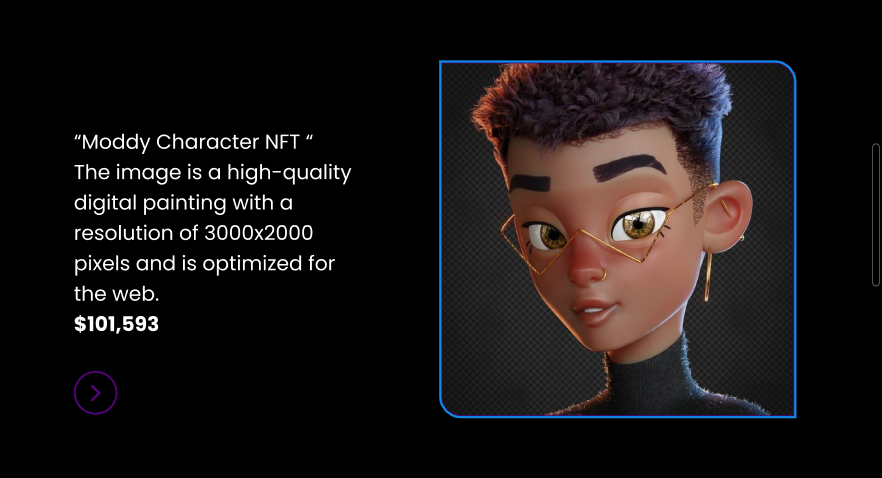 “Moddy Character NFT “
The image is a high-quality
digital painting with a
resolution of 3000x2000
pixels and is optimized for
the web.
$101,593